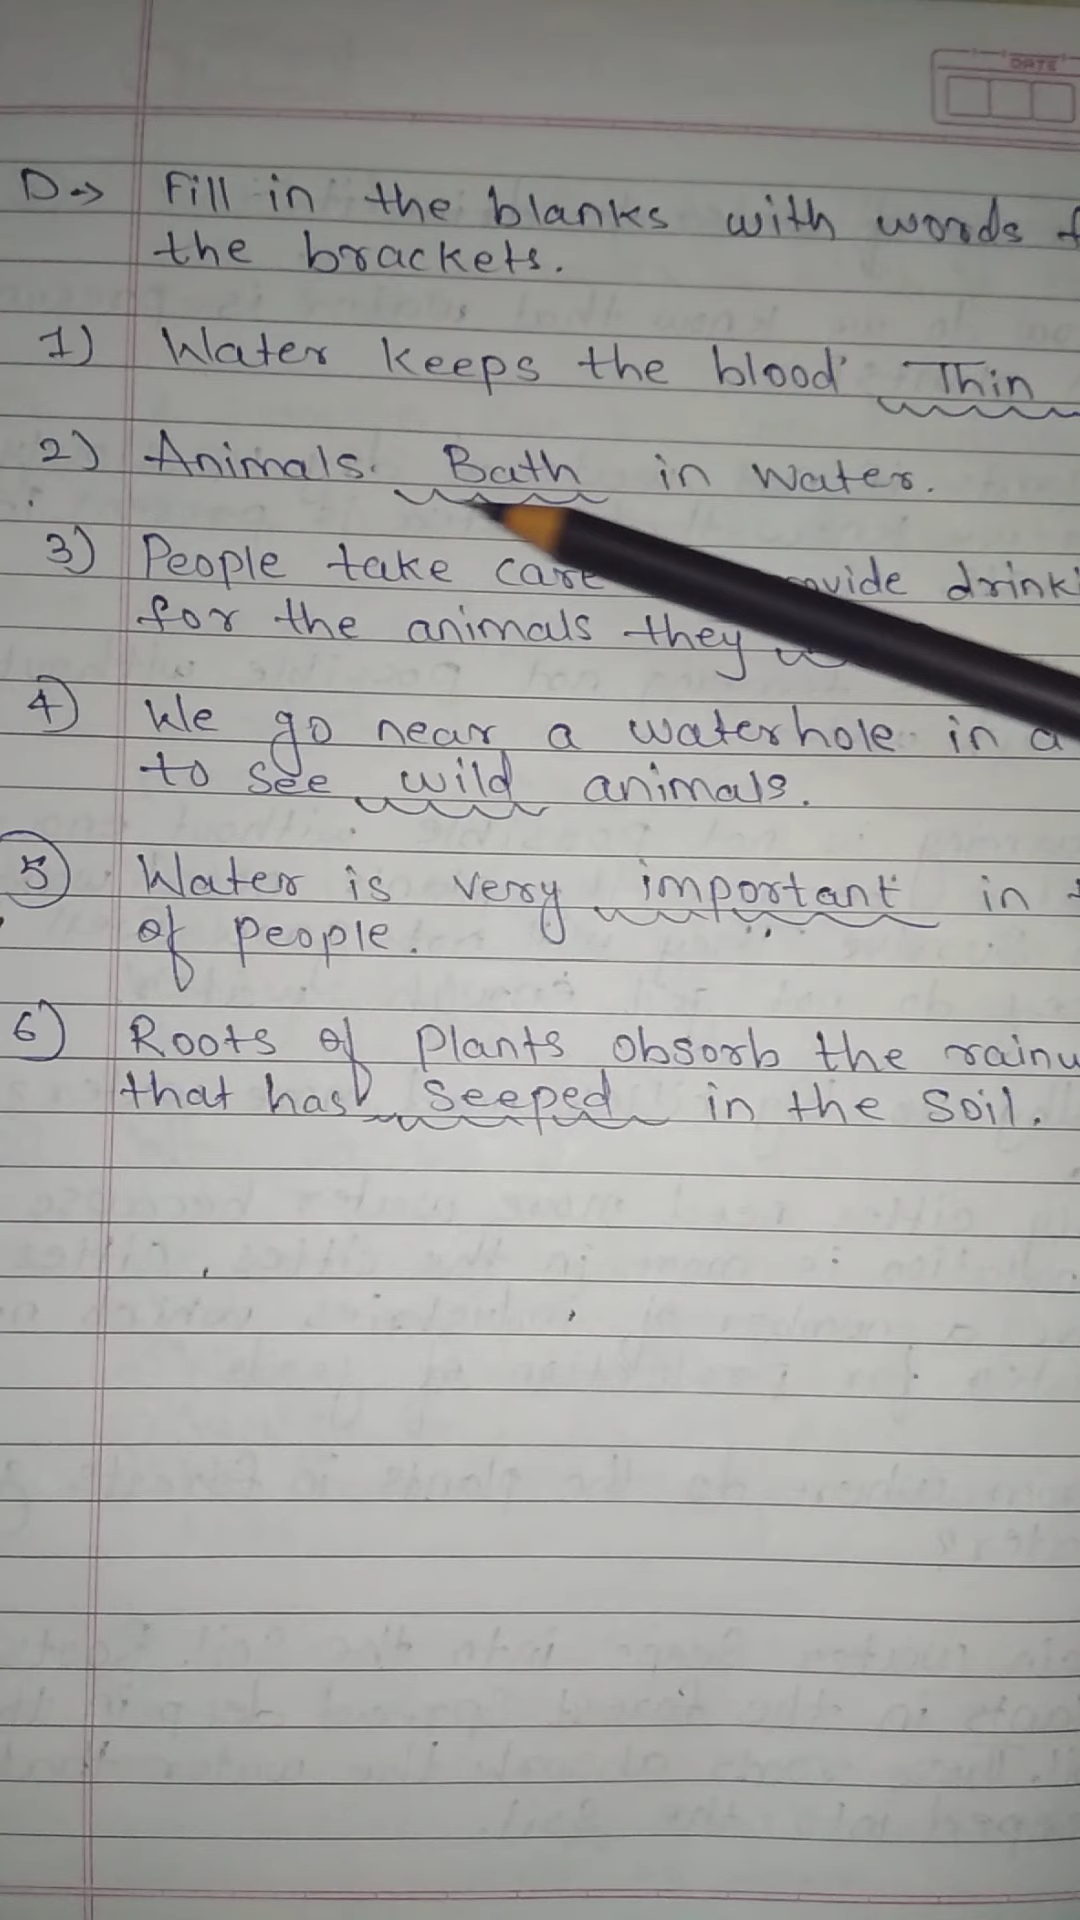 DATE
D→ Fill in the blanks with words
the brackets.
1) Water keeps the blood Thin
2) Animals Bath in water.
3) People take care drink
for the animals they
4) We go near a waterhole in a
to see wild animals.
5) Water is very important in
of people.
6) Roots of plants obsorb the rainw
that has seeped in the soil.